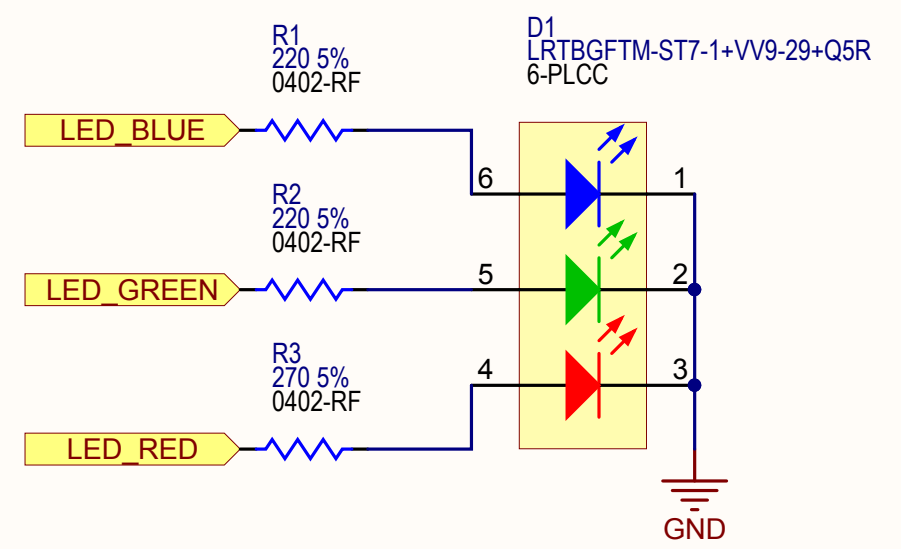 R1
220 5%
0402-RF
D1
LRTBGFTM-ST7-1+VV9-29+Q5R
6-PLCC
LED_BLUE
6
1
R2
220 5%
0402-RF
LED_GREEN
5
2
R3
270 5%
0402-RF
4
3
LED_RED
GND